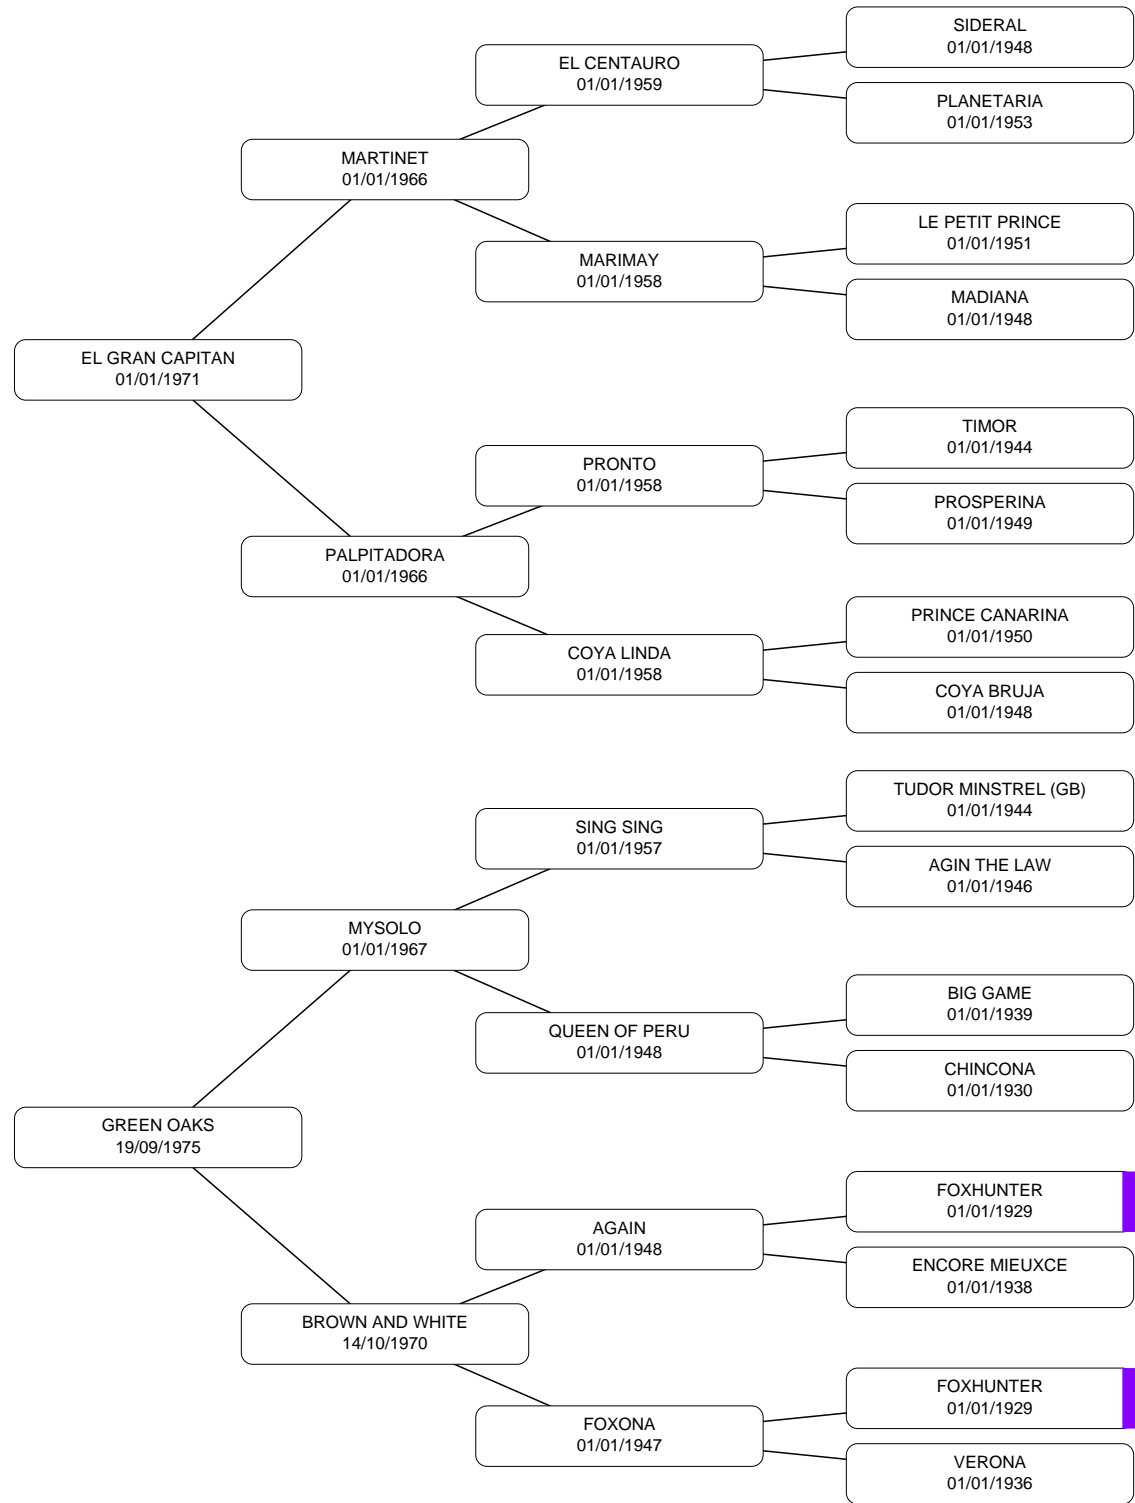 SIDERAL
01/01/1948
EL CENTAURO
01/01/1959
PLANETARIA
01/01/1953
MARTINET
01/01/1966
LE PETIT PRINCE
01/01/1951
MARIMAY
01/01/1958
MADIANA
01/01/1948
EL GRAN CAPITAN
01/01/1971
TIMOR
01/01/1944
PRONTO
01/01/1958
PROSPERINA
01/01/1949
PALPITADORA
01/01/1966
PRINCE CANARINA
01/01/1950
COYA LINDA
01/01/1958
COYA BRUJA
01/01/1948
TUDOR MINSTREL (GB)
01/01/1944
SING SING
01/01/1957
AGIN THE LAW
01/01/1946
MYSOLO
01/01/1967
BIG GAME
01/01/1939
QUEEN OF PERU
01/01/1948
CHINCONA
01/01/1930
GREEN OAKS
19/09/1975
FOXHUNTER
01/01/1929
AGAIN
01/01/1948
ENCORE MIEUXCE
01/01/1938
BROWN AND WHITE
14/10/1970
FOXHUNTER
01/01/1929
FOXONA
01/01/1947
VERONA
01/01/1936